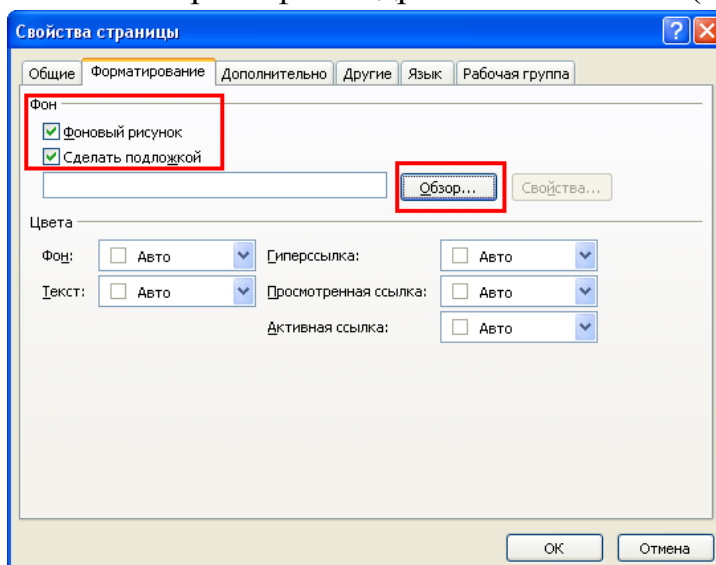 Свойства страницы
Общие Форматирование Дополнительно Другие Язык Рабочая группа
Фон
Фоновый рисунок
Сделать подложкой
Обзор... Свойства...
Цвета
Фон: Авто Гиперссылка: Авто
Текст: Авто Просмотренная ссылка: Авто
Активная ссылка: Авто
ОК Отмена